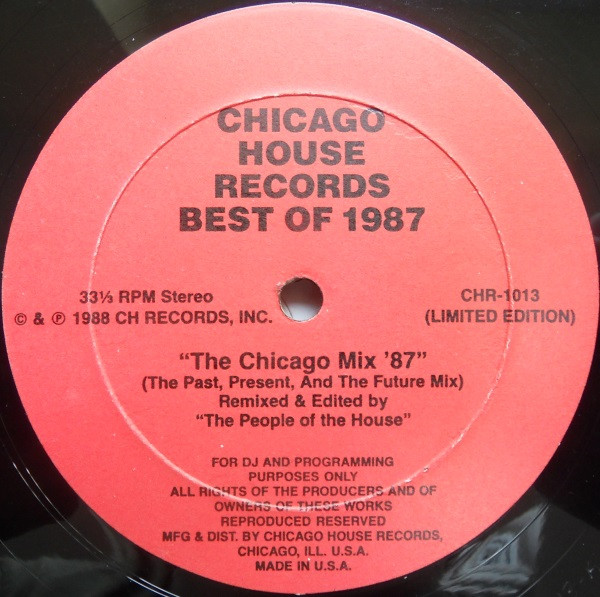 CHICAGO
HOUSE
RECORDS
BEST OF 1987
33⅓ RPM Stereo
© & ℗ 1988 CH RECORDS, INC.
CHR-1013
(LIMITED EDITION)
"The Chicago Mix '87"
(The Past, Present, And The Future Mix)
Remixed & Edited by
"The People of the House"
FOR DJ AND PROGRAMMING
PURPOSES ONLY
ALL RIGHTS OF THE PRODUCERS AND OF
OWNERS OF THESE WORKS
REPRODUCED RESERVED
MFG & DIST. BY CHICAGO HOUSE RECORDS,
CHICAGO, ILL. U.S.A.
MADE IN U.S.A.